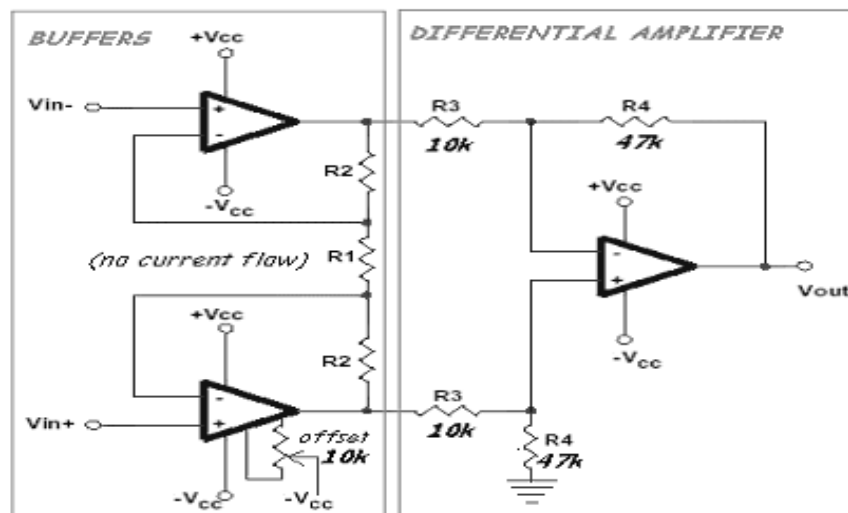 BUFFERS
+Vcc
Vin-
+
-
-Vcc
R2
(no current flaw)
R1
+Vcc
R2
-
+
Vin+
offset
10k
-Vcc
-Vcc
DIFFERENTIAL AMPLIFIER
R3
10k
R4
47k
+Vcc
-
+
Vout
-Vcc
R3
10k
R4
47k